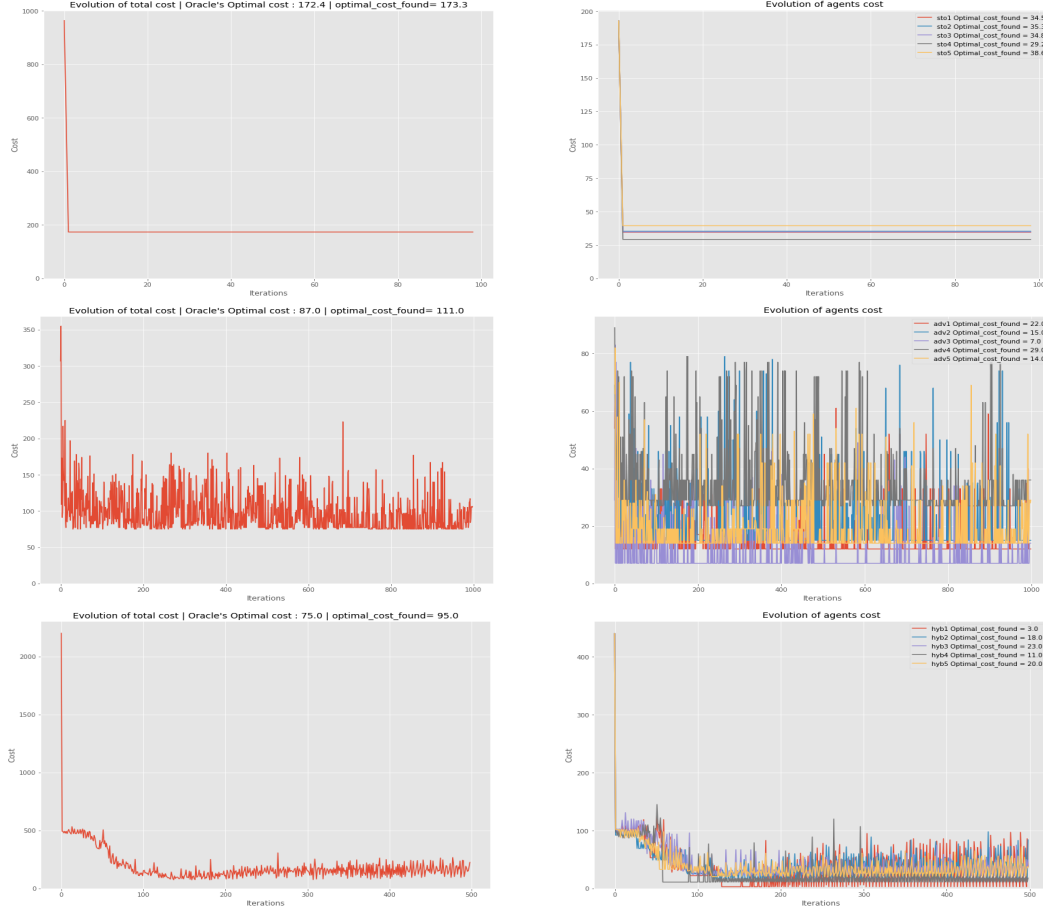 Evolution of total cost | Oracle's Optimal cost : 172.4 | optimal_cost_found= 173.3
1000
800
600
400
200
0
Cost
0 20 40 60 80 100
Iterations
Evolution of agents cost
sto1 Optimal_cost_found = 34.
sto2 Optimal_cost_found = 35.
sto3 Optimal_cost_found = 34.
sto4 Optimal_cost_found = 29.
sto5 Optimal_cost_found = 38.
200
175
150
125
100
75
50
25
0
Cost
0 20 40 60 80 100
Iterations
Evolution of total cost | Oracle's Optimal cost : 87.0 | optimal_cost_found= 111.0
350
300
250
200
150
100
50
0
Cost
0 200 400 600 800 1000
Iterations
Evolution of agents cost
adv1 Optimal_cost_found = 22.0
adv2 Optimal_cost_found = 15.0
adv3 Optimal_cost_found = 7.0
adv4 Optimal_cost_found = 29.0
adv5 Optimal_cost_found = 14.0
80
60
40
20
0
Cost
0 200 400 600 800 1000
Iterations
Evolution of total cost | Oracle's Optimal cost : 75.0 | optimal_cost_found= 95.0
2000
1500
1000
500
0
Cost
0 100 200 300 400 500
Iterations
Evolution of agents cost
hyb1 Optimal_cost_found = 3.0
hyb2 Optimal_cost_found = 18.0
hyb3 Optimal_cost_found = 23.0
hyb4 Optimal_cost_found = 11.0
hyb5 Optimal_cost_found = 20.0
400
300
200
100
0
Cost
0 100 200 300 400 500
Iterations